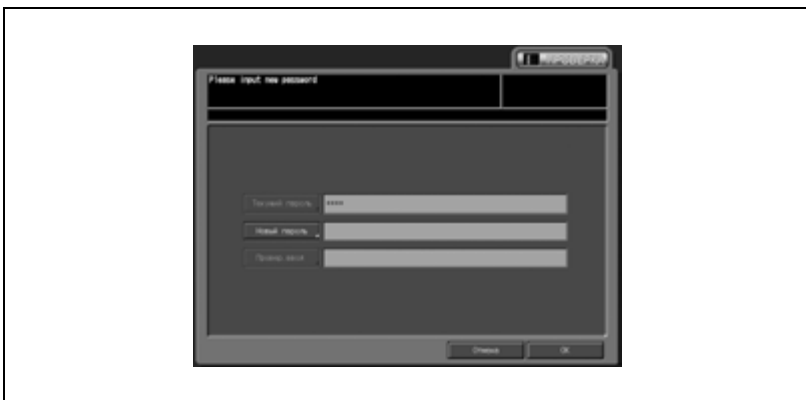 Please input new password
Текущий пароль
****
Новый пароль
Отмена
OK